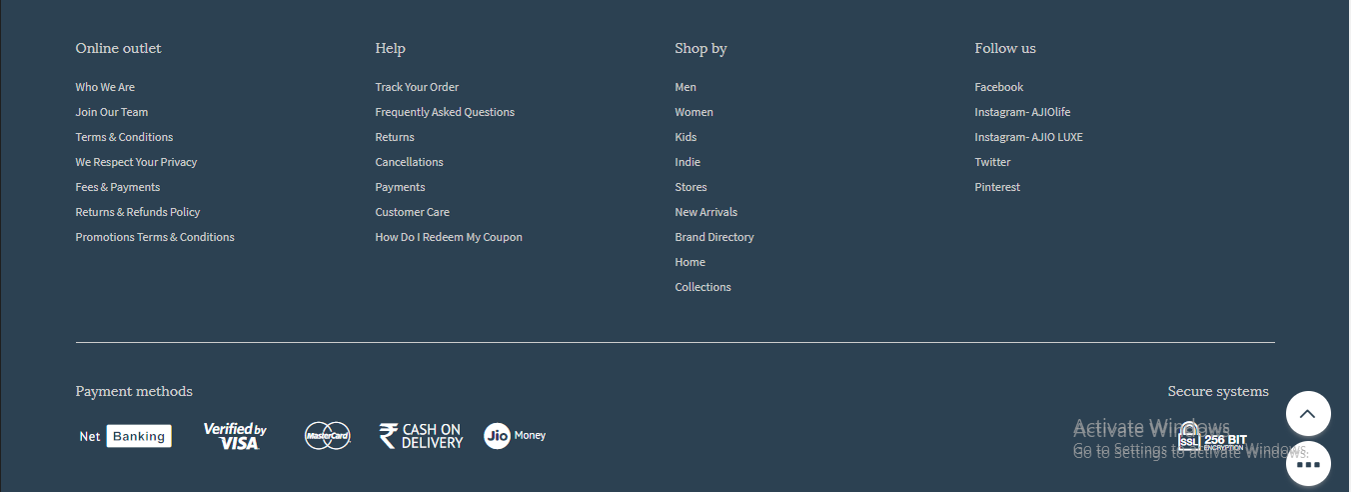 Online outlet
Who We Are
Join Our Team
Terms & Conditions
We Respect Your Privacy
Fees & Payments
Returns & Refunds Policy
Promotions Terms & Conditions
Help
Track Your Order
Frequently Asked Questions
Returns
Cancellations
Payments
Customer Care
How Do I Redeem My Coupon
Shop by
Men
Women
Kids
Indie
Stores
New Arrivals
Brand Directory
Home
Collections
Follow us
Facebook
Instagram- AJIOlife
Instagram- AJIO LUXE
Twitter
Pinterest
Payment methods
Net Banking
Verified by
VISA
MasterCard
₹ CASH ON
DELIVERY
Jio Money
Secure systems
SSL 256 BIT
ENCRYPTION
Activate Windows
Go to Settings to activate Windows.